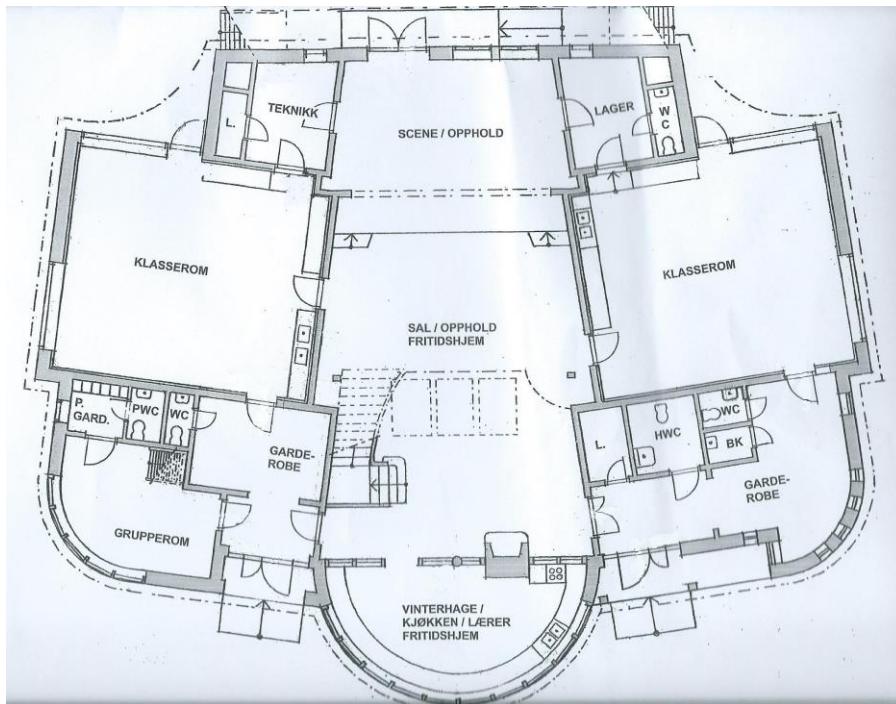 TEKNIKK
L.
SCENE / OPPHOLD
LAGER
W
C
KLASSEROM
KLASSEROM
SAL / OPPHOLD
FRITIDSHJEM
P.
GARD.
PWC
WC
GARDE-
ROBE
GRUPPEROM
L.
HWC
WC
BK
GARDE-
ROBE
VINTERHAGE /
KJØKKEN / LÆRER
FRITIDSHJEM